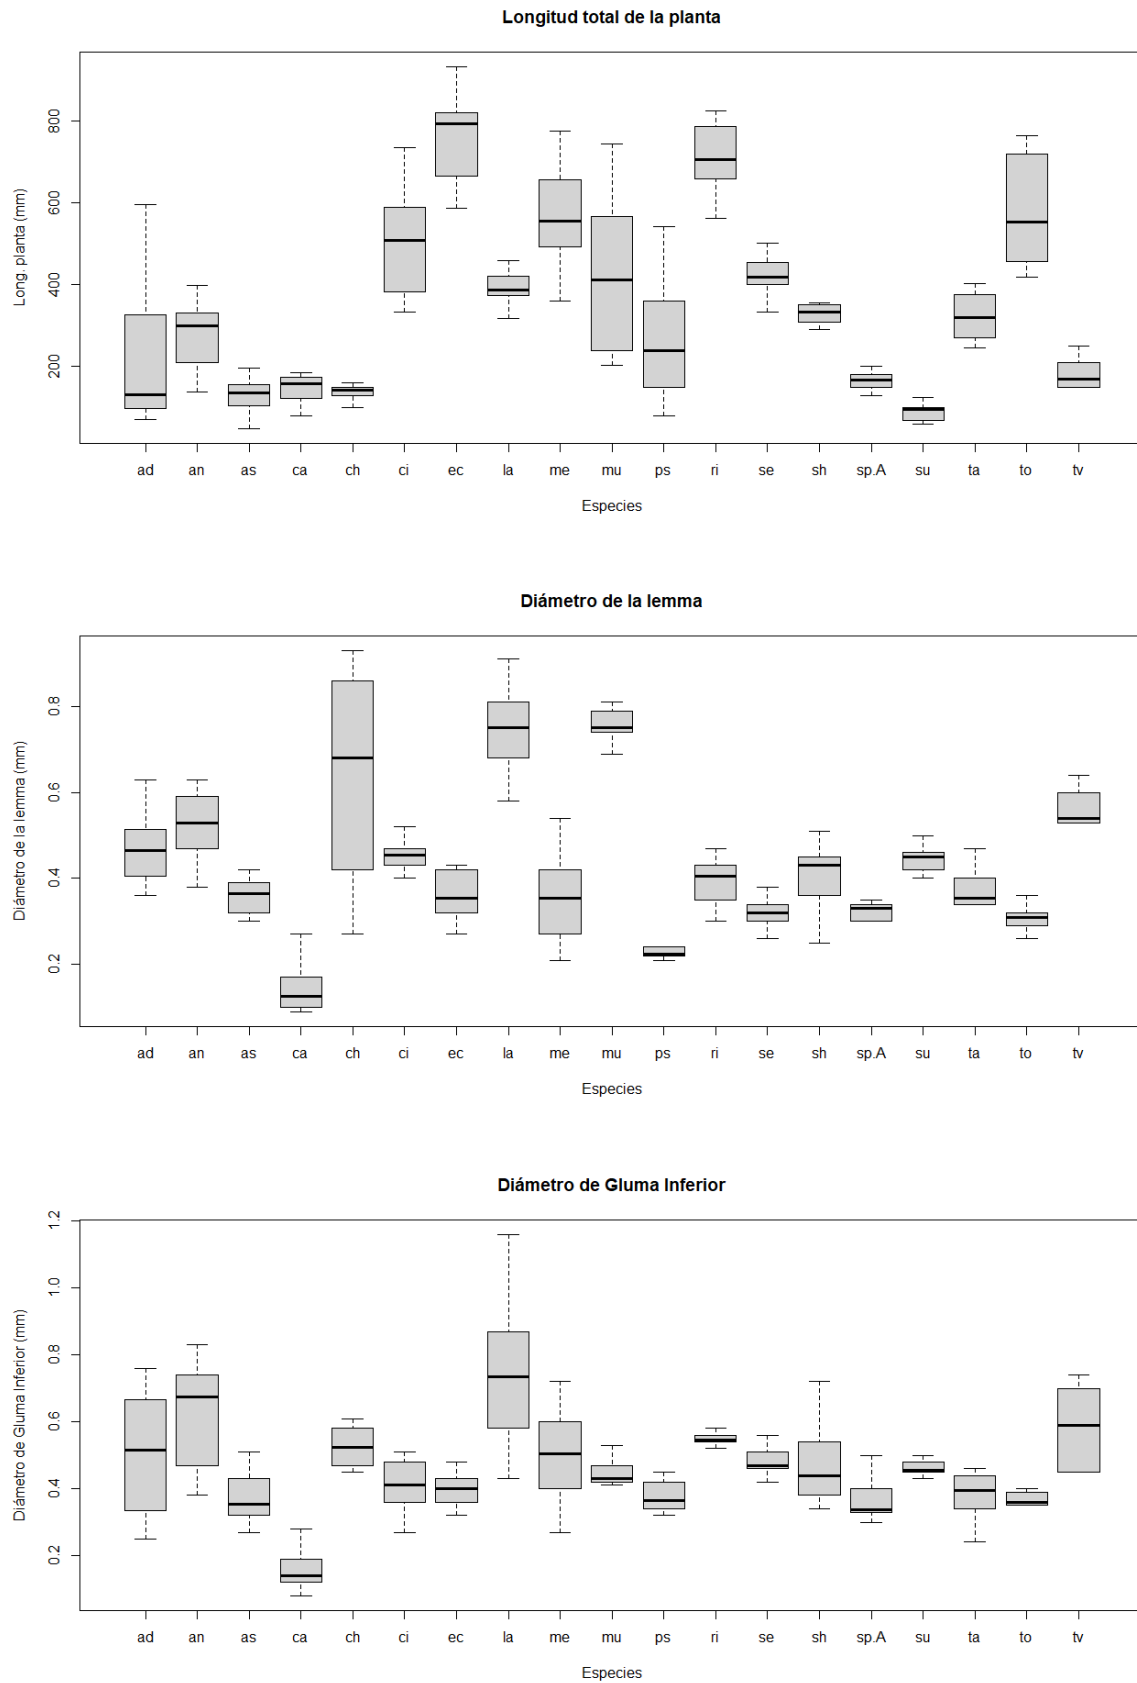 Longitud total de la planta
Long. planta (mm)
800
600
400
200
ad an as ca ch ci ec la me mu ps ri se sh sp.A su ta to tv
Especies
Diámetro de la lemma
Diámetro de la lemma (mm)
0.8
0.6
0.4
0.2
ad an as ca ch ci ec la me mu ps ri se sh sp.A su ta to tv
Especies
Diámetro de Gluma Inferior
Diámetro de Gluma Inferior (mm)
1.2
1.0
0.8
0.6
0.4
0.2
ad an as ca ch ci ec la me mu ps ri se sh sp.A su ta to tv
Especies